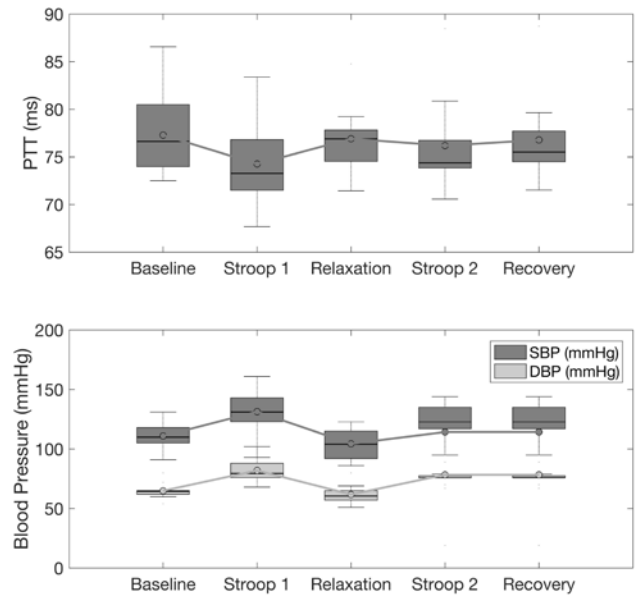 90
85
80
75
70
65
PTT (ms)
Baseline Stroop 1 Relaxation Stroop 2 Recovery
200
150
100
50
0
Blood Pressure (mmHg)
SBP (mmHg)
DBP (mmHg)
Baseline Stroop 1 Relaxation Stroop 2 Recovery